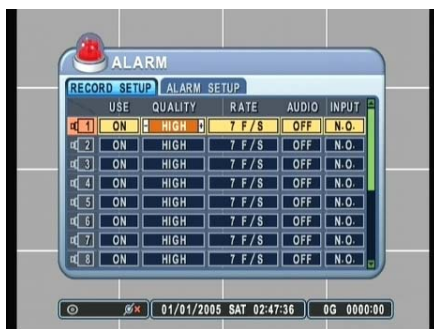 ALARM
RECORD SETUP ALARM SETUP
USE QUALITY RATE AUDIO INPUT
1 ON HIGH 7 F/S OFF N.O.
2 ON HIGH 7 F/S OFF N.O.
3 ON HIGH 7 F/S OFF N.O.
4 ON HIGH 7 F/S OFF N.O.
5 ON HIGH 7 F/S OFF N.O.
6 ON HIGH 7 F/S OFF N.O.
7 ON HIGH 7 F/S OFF N.O.
8 ON HIGH 7 F/S OFF N.O.
01/01/2005 SAT 02:47:36 0G 0000:00